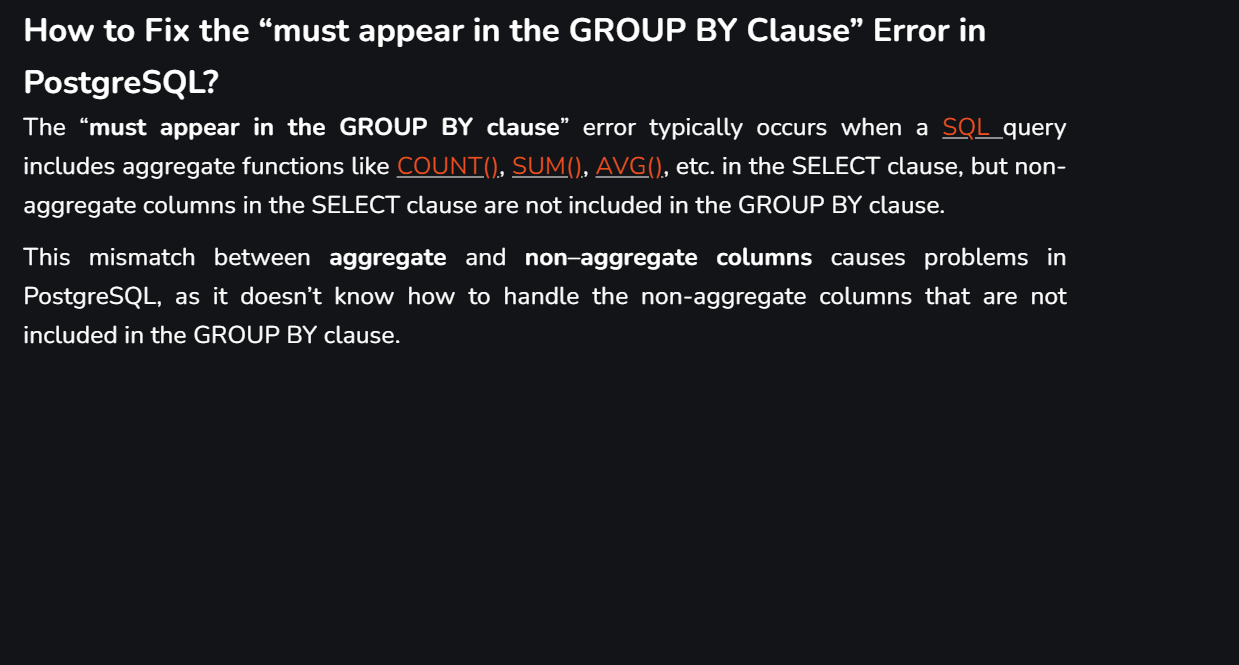 How to Fix the “must appear in the GROUP BY Clause” Error in
PostgreSQL?
The “must appear in the GROUP BY clause” error typically occurs when a SQL query
includes aggregate functions like COUNT(), SUM(), AVG(), etc. in the SELECT clause, but non-
aggregate columns in the SELECT clause are not included in the GROUP BY clause.
This mismatch between aggregate and non–aggregate columns causes problems in
PostgreSQL, as it doesn’t know how to handle the non-aggregate columns that are not
included in the GROUP BY clause.